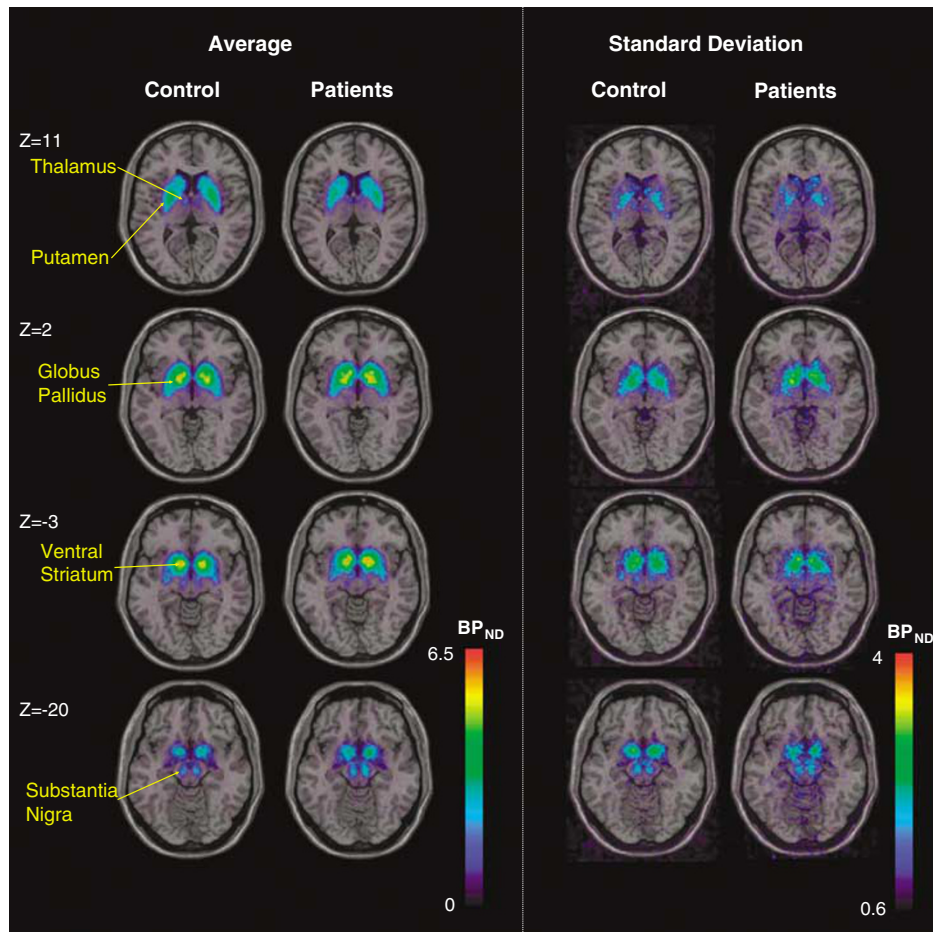 Average
Standard Deviation
Control
Patients
Control
Patients
Z=11
Thalamus
Putamen
Z=2
Globus
Pallidus
Z=-3
Ventral
Striatum
BPND
6.5
BPND
4
Z=-20
Substantia
Nigra
0
0.6